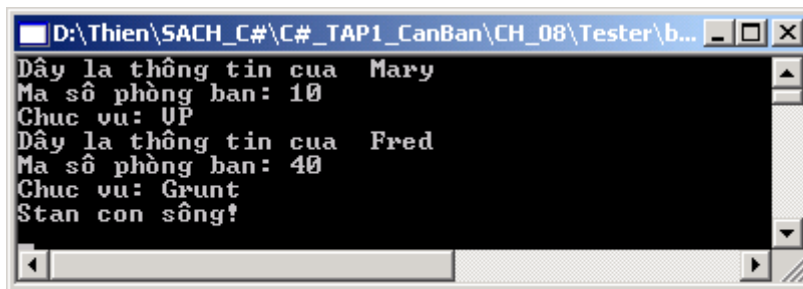 D:\Thien\SACH_C#\C#_TAP1_CanBan\CH_08\Tester\b...
Dây la thông tin cua  Mary
Ma sô phòng ban: 10
Chuc vu: VP
Dây la thông tin cua  Fred
Ma sô phòng ban: 40
Chuc vu: Grunt
Stan con sông!